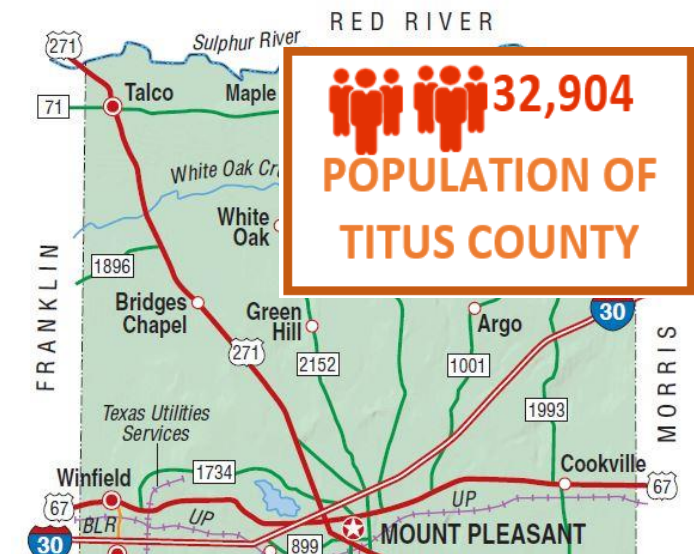 RED RIVER
271
Sulphur River
71
Talco
Maple
32,904
POPULATION OF
TITUS COUNTY
White Oak Cr
White
Oak
FRANKLIN
1896
Bridges
Chapel
Green
Hill
Argo
30
271
2152
1001
MORRIS
1993
Texas Utilities
Services
1734
Winfield
Cookville
67
67
BLR
UP
UP
MOUNT PLEASANT
30
899